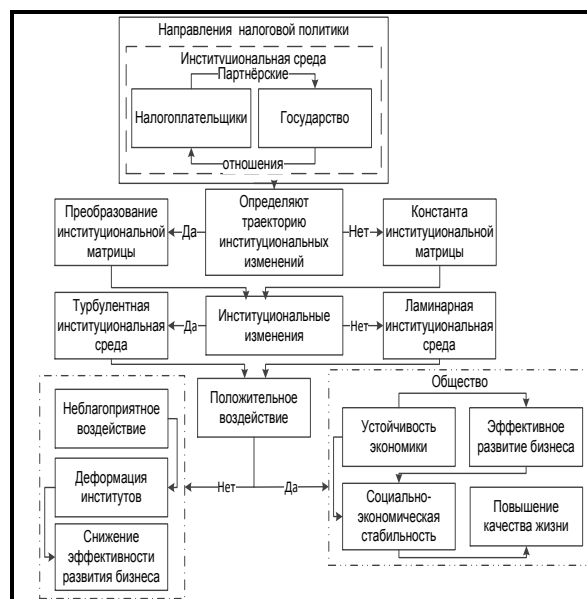 Направления налоговой политики
Институциональная среда
Партнёрские
Налогоплательщики
Государство
отношения
Преобразование
институциональной
матрицы
Да
Определяют
траекторию
институциональных
изменений
Нет
Константа
институциональной
матрицы
Турбулентная
институциональная
среда
Да
Институциональные
изменения
Нет
Ламинарная
институциональная
среда
Положительное
воздействие
Нет
Да
Неблагоприятное
воздействие
Деформация
институтов
Снижение
эффективности
развития бизнеса
Общество
Устойчивость
экономики
Эффективное
развитие бизнеса
Социально-
экономическая
стабильность
Повышение
качества жизни